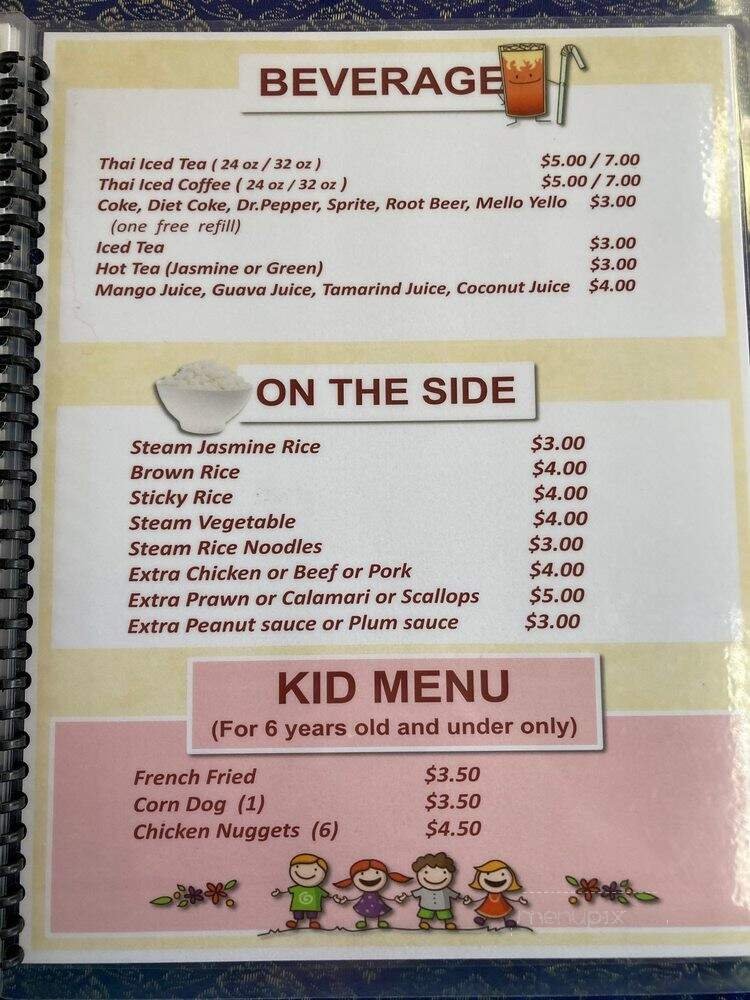 BEVERAGE
Thai Iced Tea ( 24 oz / 32 oz ) $5.00 / 7.00
Thai Iced Coffee ( 24 oz / 32 oz ) $5.00 / 7.00
Coke, Diet Coke, Dr.Pepper, Sprite, Root Beer, Mello Yello $3.00
(one free refill)
Iced Tea $3.00
Hot Tea (Jasmine or Green) $3.00
Mango Juice, Guava Juice, Tamarind Juice, Coconut Juice $4.00
ON THE SIDE
Steam Jasmine Rice $3.00
Brown Rice $4.00
Sticky Rice $4.00
Steam Vegetable $4.00
Steam Rice Noodles $3.00
Extra Chicken or Beef or Pork $4.00
Extra Prawn or Calamari or Scallops $5.00
Extra Peanut sauce or Plum sauce $3.00
KID MENU
(For 6 years old and under only)
French Fried $3.50
Corn Dog (1) $3.50
Chicken Nuggets (6) $4.50
menupix